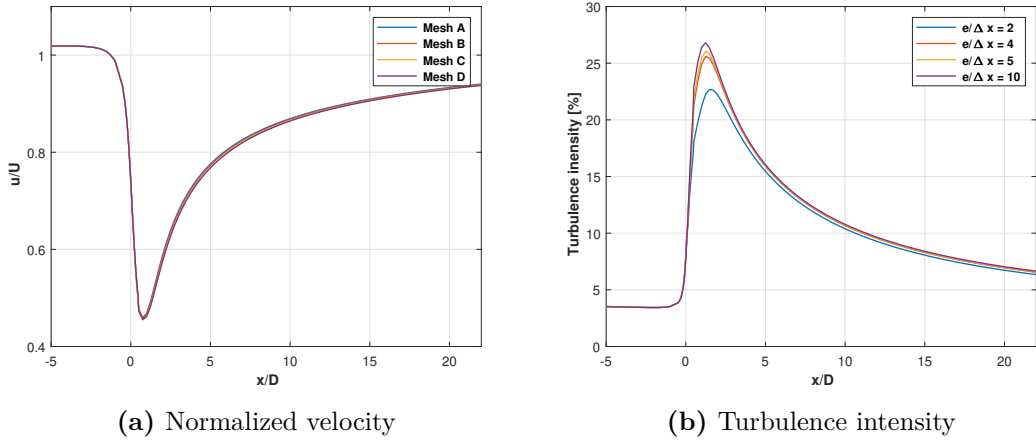 1
0.8
0.6
0.4
u/U
-5
0
5
10
15
20
x/D
Mesh A
Mesh B
Mesh C
Mesh D
(a) Normalized velocity
30
25
20
15
10
5
0
Turbulence inensity [%]
-5
0
5
10
15
20
x/D
e/Δ x = 2
e/Δ x = 4
e/Δ x = 5
e/Δ x = 10
(b) Turbulence intensity